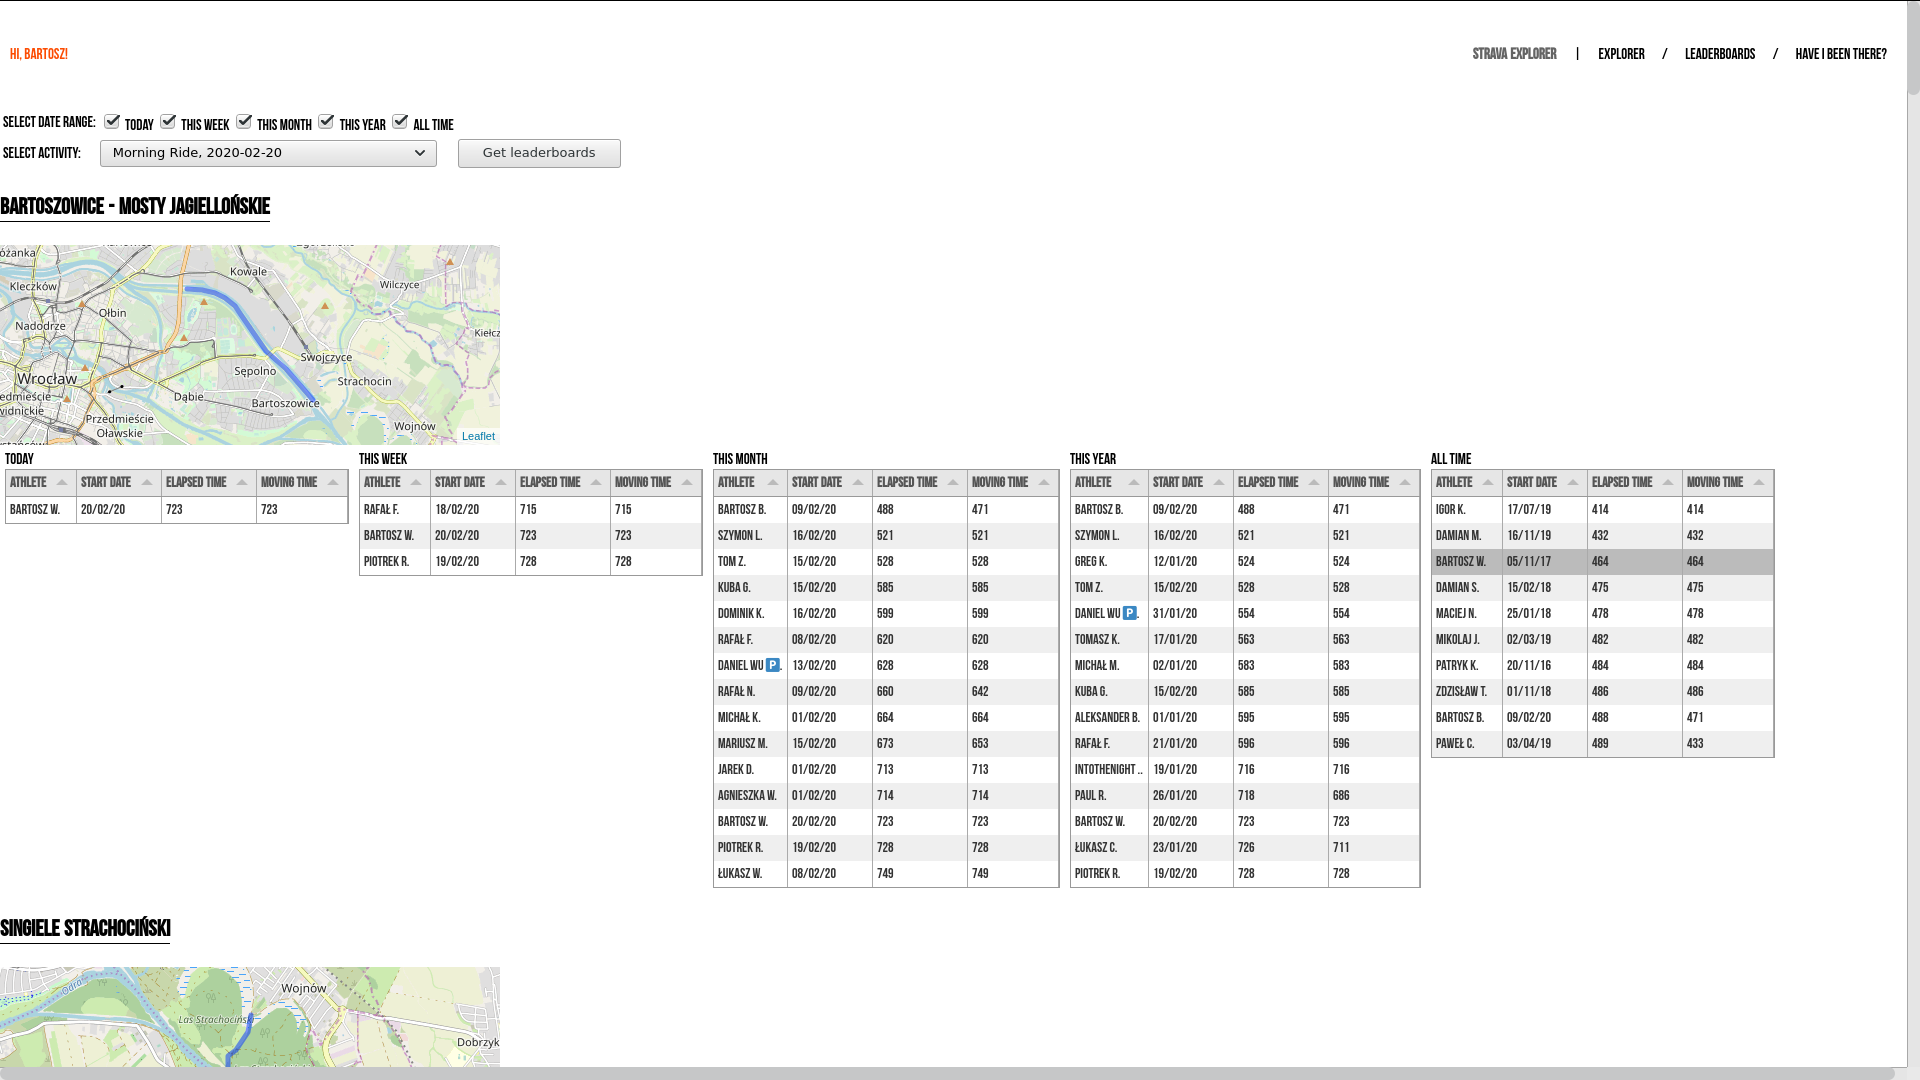 HI, BARTOSZ!
STRAVA EXPLORER | EXPLORER / LEADERBOARDS / HAVE I BEEN THERE?
SELECT DATE RANGE: TODAY THIS WEEK THIS MONTH THIS YEAR ALL TIME
SELECT ACTIVITY: Morning Ride, 2020-02-20 Get leaderboards
BARTOSZOWICE - MOSTY JAGIELLOŃSKIE
Kowale
Wilczyce
Kleczków
Ołbin
Nadodrze
Kiełcz
Swojczyce
Sępolno
Wrocław
Strachocin
Dąbie
Bartoszowice
Przedmieście
Oławskie
Wojnów
Leaflet
TODAY
ATHLETE START DATE ELAPSED TIME MOVING TIME
BARTOSZ W. 20/02/20 723 723
THIS WEEK
ATHLETE START DATE ELAPSED TIME MOVING TIME
RAFAŁ F. 18/02/20 715 715
BARTOSZ W. 20/02/20 723 723
PIOTREK R. 19/02/20 728 728
THIS MONTH
ATHLETE START DATE ELAPSED TIME MOVING TIME
BARTOSZ B. 09/02/20 488 471
SZYMON L. 16/02/20 521 521
TOM Z. 15/02/20 528 528
KUBA G. 15/02/20 585 585
DOMINIK K. 16/02/20 599 599
RAFAŁ F. 08/02/20 620 620
DANIEL WU 🅿. 13/02/20 628 628
RAFAŁ N. 09/02/20 660 642
MICHAŁ K. 01/02/20 664 664
MARIUSZ M. 15/02/20 673 653
JAREK D. 01/02/20 713 713
AGNIESZKA W. 01/02/20 714 714
BARTOSZ W. 20/02/20 723 723
PIOTREK R. 19/02/20 728 728
ŁUKASZ W. 08/02/20 749 749
THIS YEAR
ATHLETE START DATE ELAPSED TIME MOVING TIME
BARTOSZ B. 09/02/20 488 471
SZYMON L. 16/02/20 521 521
GREG K. 12/01/20 524 524
TOM Z. 15/02/20 528 528
DANIEL WU 🅿. 31/01/20 554 554
TOMASZ K. 17/01/20 563 563
MICHAŁ M. 02/01/20 583 583
KUBA G. 15/02/20 585 585
ALEKSANDER B. 01/01/20 595 595
RAFAŁ F. 21/01/20 596 596
INTOTHENIGHT .. 19/01/20 716 716
PAUL R. 26/01/20 718 686
BARTOSZ W. 20/02/20 723 723
ŁUKASZ C. 23/01/20 726 711
PIOTREK R. 19/02/20 728 728
ALL TIME
ATHLETE START DATE ELAPSED TIME MOVING TIME
IGOR K. 17/07/19 414 414
DAMIAN M. 16/11/19 432 432
BARTOSZ W. 05/11/17 464 464
DAMIAN S. 15/02/18 475 475
MACIEJ N. 25/01/18 478 478
MIKOLAJ J. 02/03/19 482 482
PATRYK K. 20/11/16 484 484
ZDZISŁAW T. 01/11/18 486 486
BARTOSZ B. 09/02/20 488 471
PAWEŁ C. 03/04/19 489 433
SINGIELE STRACHOCIŃSKI
Odra
Wojnów
Las Strachociński
Dobrzyk